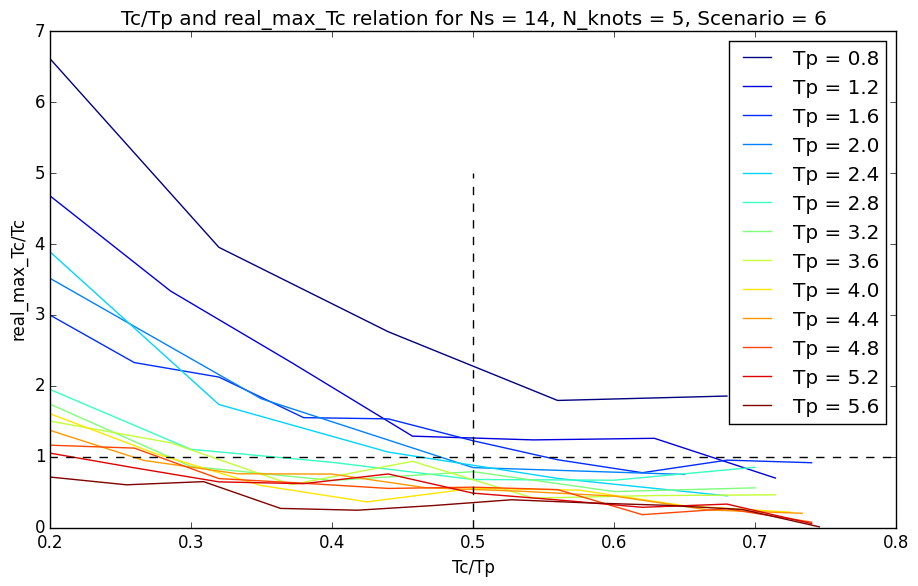 Tc/Tp and real_max_Tc relation for Ns = 14, N_knots = 5, Scenario = 6
7
6
5
4
3
2
1
0
real_max_Tc/Tc
Tp = 0.8
Tp = 1.2
Tp = 1.6
Tp = 2.0
Tp = 2.4
Tp = 2.8
Tp = 3.2
Tp = 3.6
Tp = 4.0
Tp = 4.4
Tp = 4.8
Tp = 5.2
Tp = 5.6
0.2 0.3 0.4 0.5 0.6 0.7 0.8
Tc/Tp